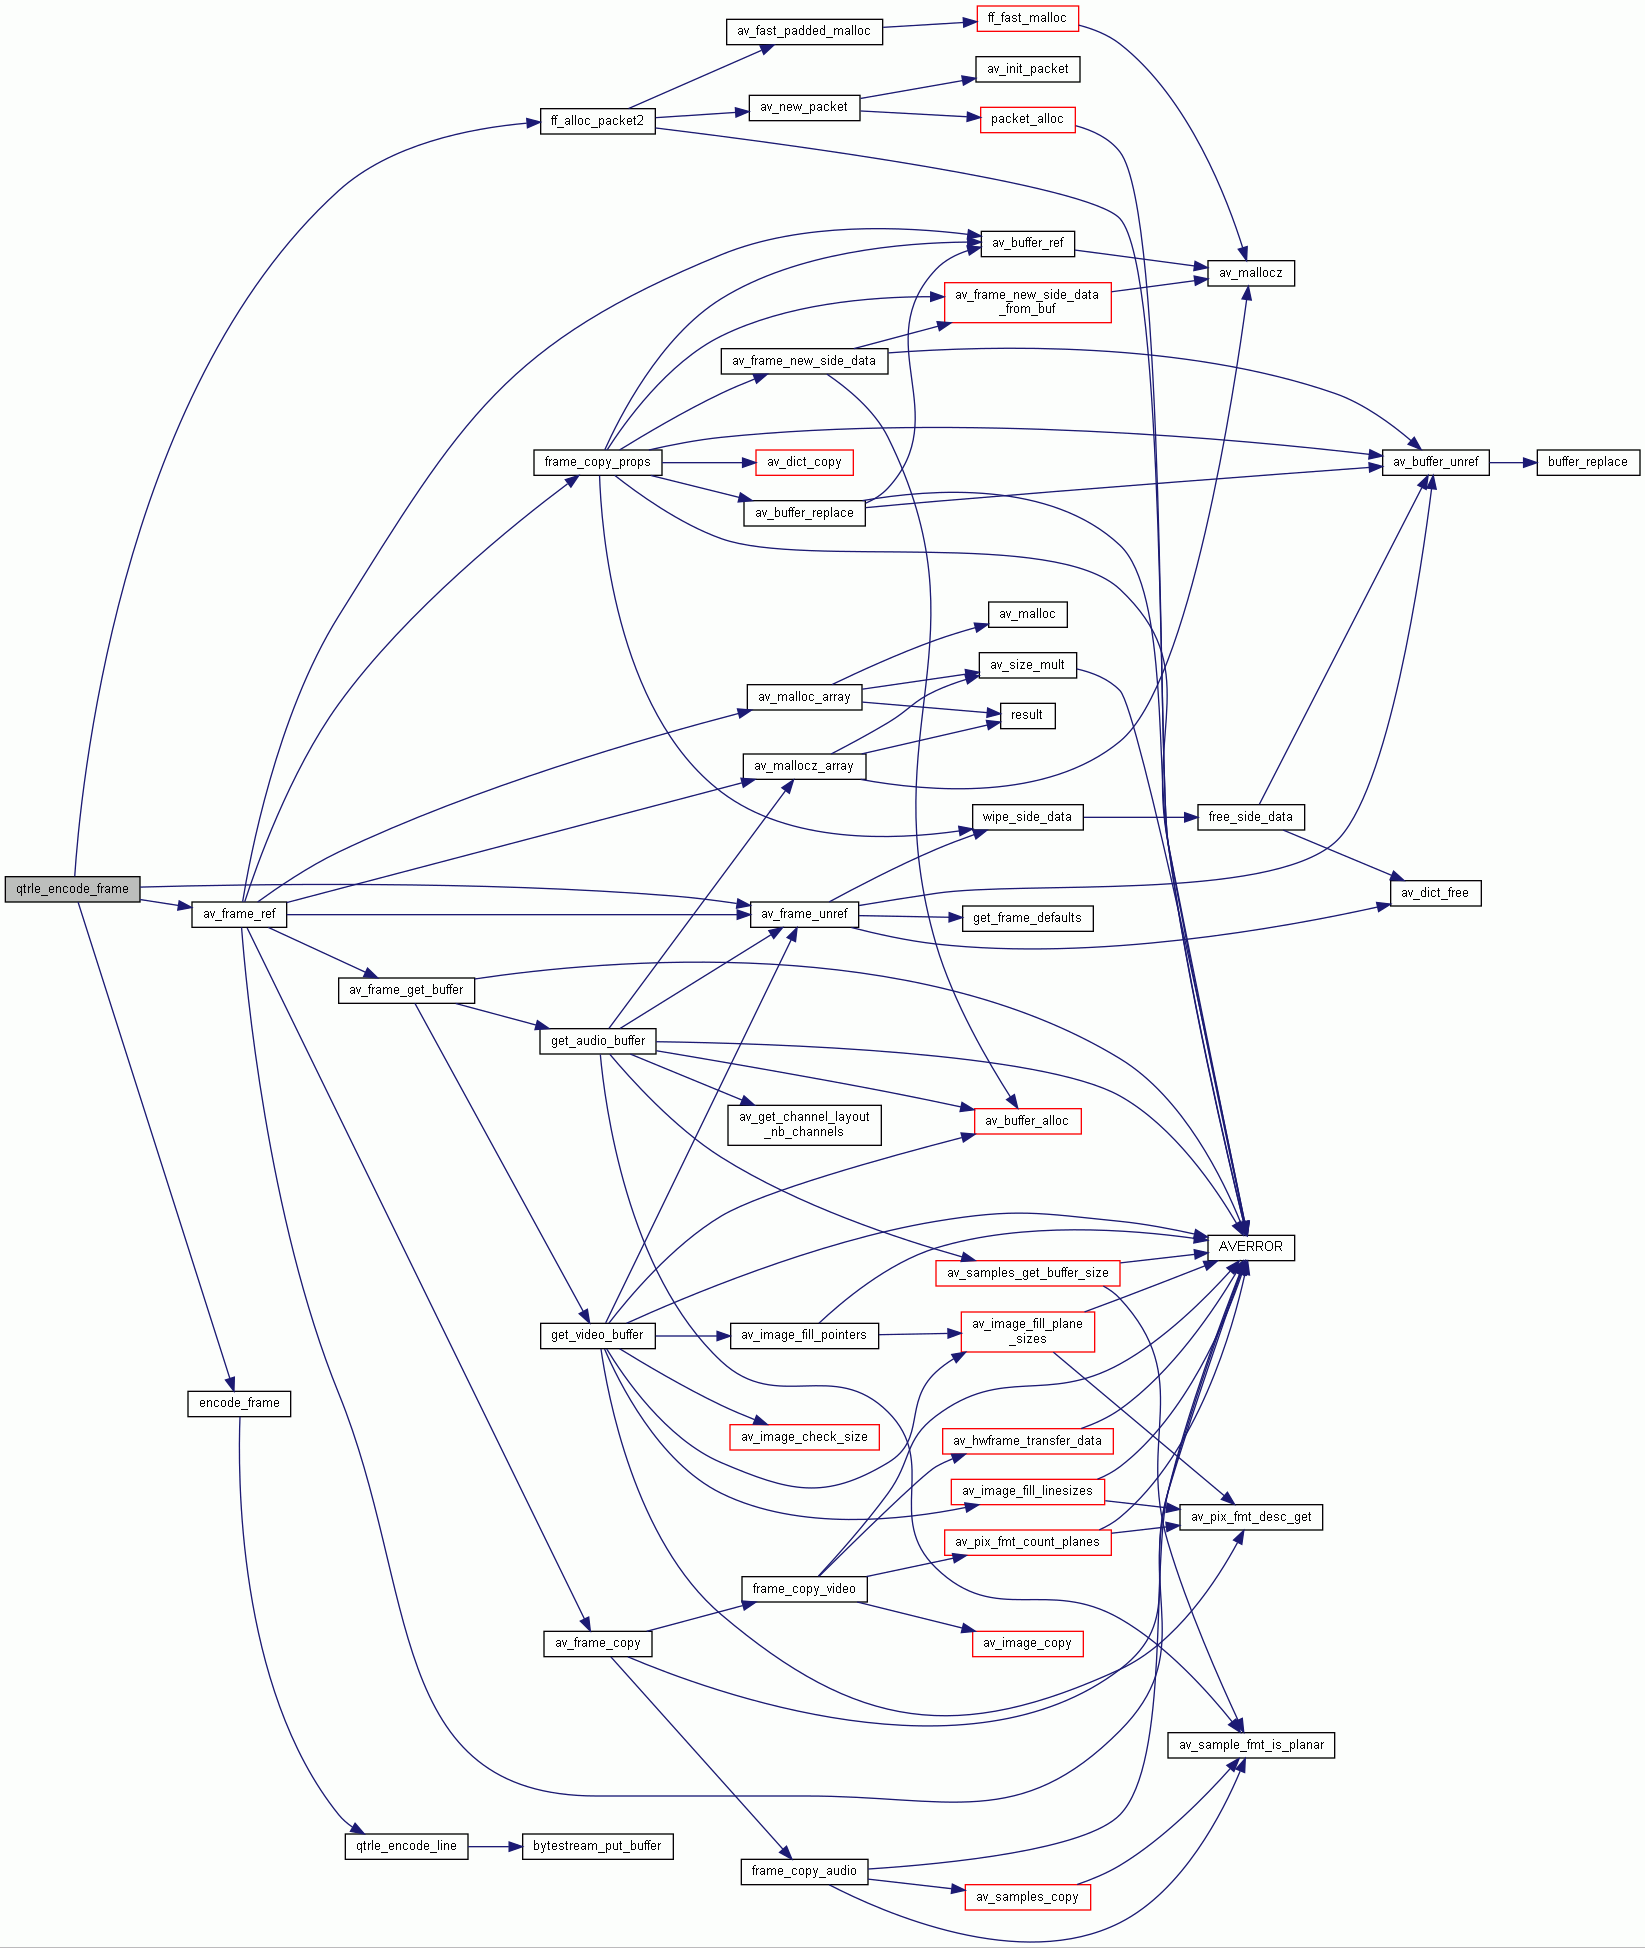 av_fast_padded_malloc
ff_fast_malloc
av_init_packet
av_new_packet
packet_alloc
ff_alloc_packet2
av_buffer_ref
av_mallocz
av_frame_new_side_data
_from_buf
av_frame_new_side_data
frame_copy_props
av_dict_copy
av_buffer_unref
buffer_replace
av_buffer_replace
av_malloc
av_size_mult
av_malloc_array
result
av_mallocz_array
wipe_side_data
free_side_data
qtrle_encode_frame
av_dict_free
av_frame_ref
av_frame_unref
get_frame_defaults
av_frame_get_buffer
get_audio_buffer
av_get_channel_layout
_nb_channels
av_buffer_alloc
AVERROR
av_samples_get_buffer_size
get_video_buffer
av_image_fill_pointers
av_image_fill_plane
_sizes
encode_frame
av_image_check_size
av_hwframe_transfer_data
av_image_fill_linesizes
av_pix_fmt_desc_get
av_pix_fmt_count_planes
frame_copy_video
av_frame_copy
av_image_copy
av_sample_fmt_is_planar
qtrle_encode_line
bytestream_put_buffer
frame_copy_audio
av_samples_copy